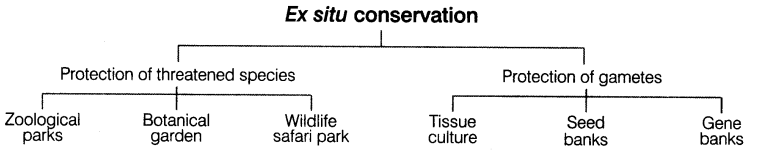 Ex situ conservation
Protection of threatened species
Protection of gametes
Zoological
parks
Botanical
garden
Wildlife
safari park
Tissue
culture
Seed
banks
Gene
banks